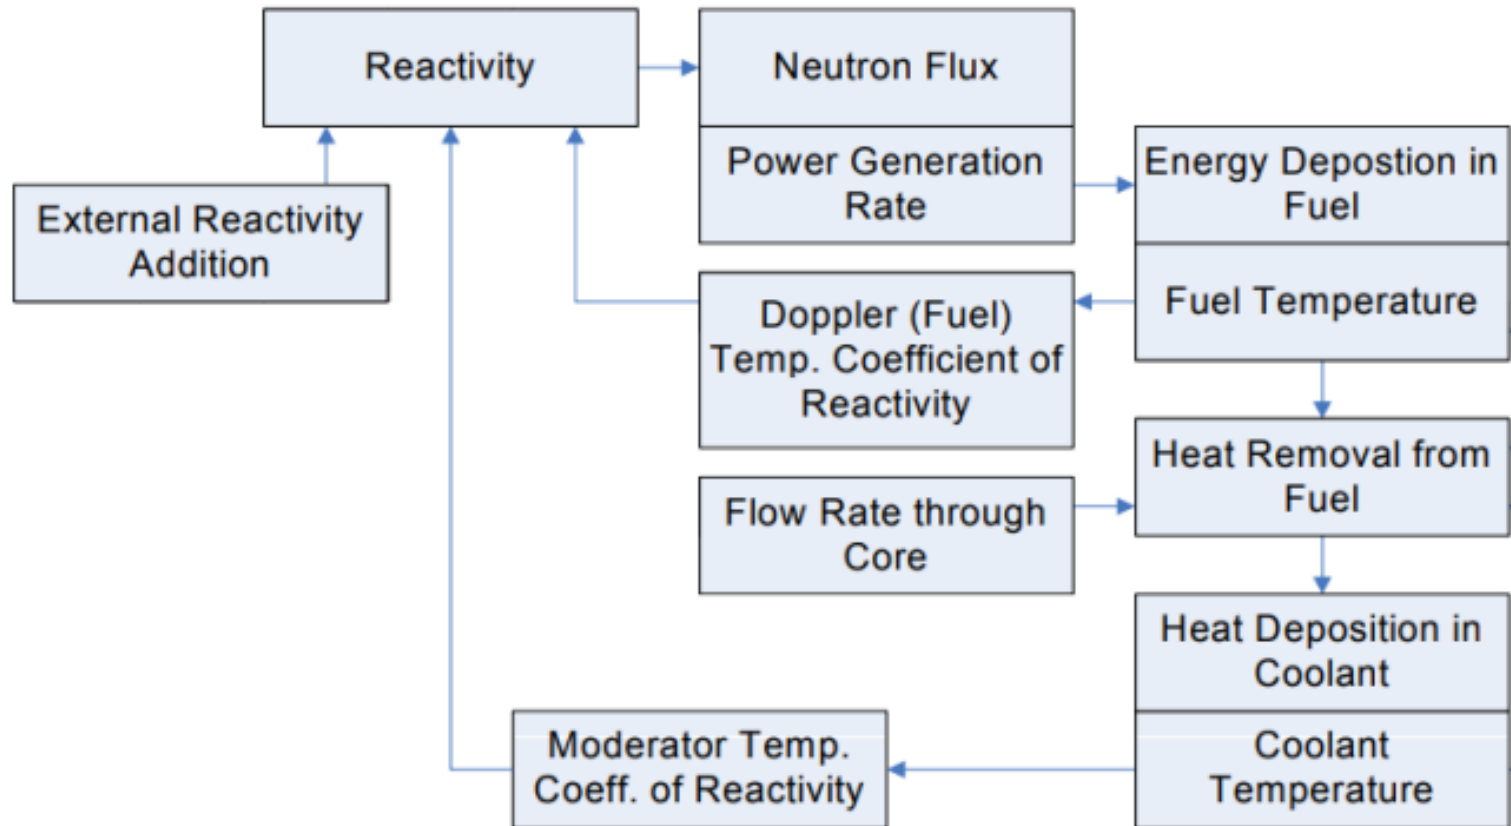 Reactivity
Neutron Flux
Power Generation
Rate
Energy Depostion in
Fuel
External Reactivity
Addition
Fuel Temperature
Doppler (Fuel)
Temp. Coefficient of
Reactivity
Heat Removal from
Fuel
Flow Rate through
Core
Heat Deposition in
Coolant
Moderator Temp.
Coeff. of Reactivity
Coolant
Temperature